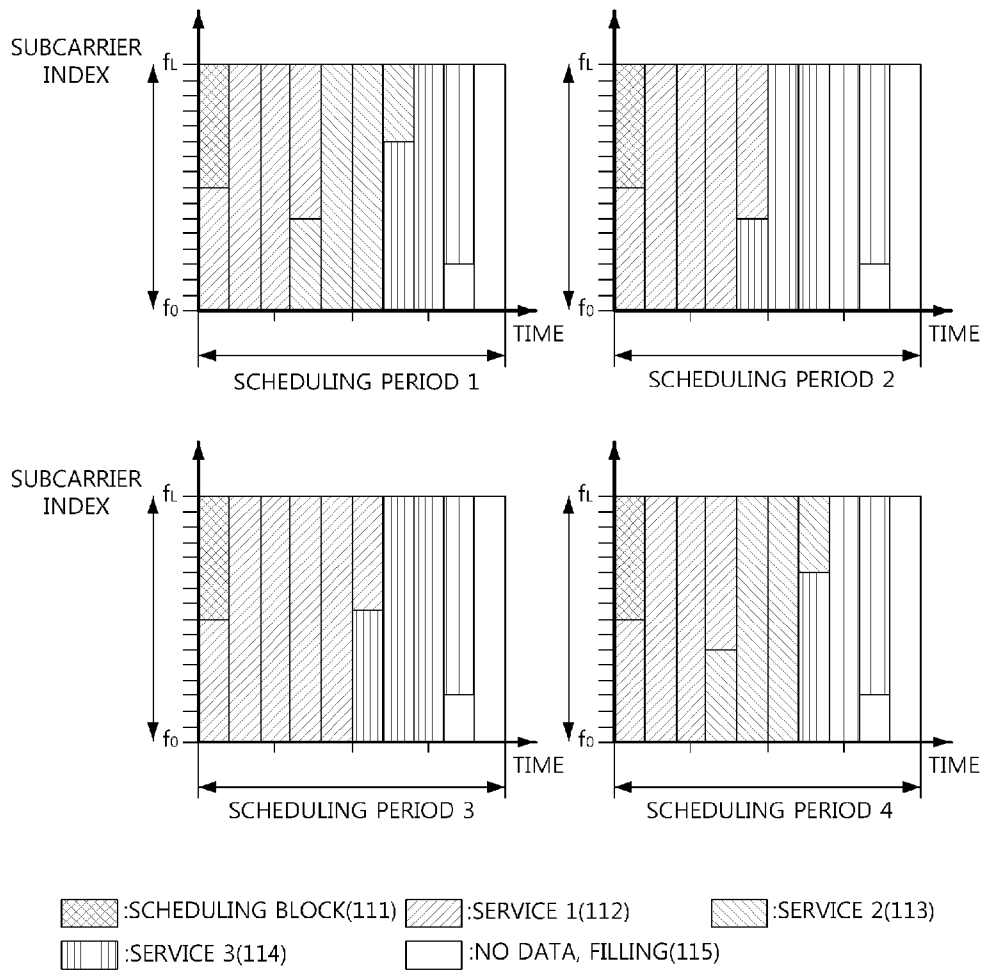 SUBCARRIER
INDEX
fL
f0
TIME
SCHEDULING PERIOD 1
fL
f0
TIME
SCHEDULING PERIOD 2
SUBCARRIER
INDEX
fL
f0
TIME
SCHEDULING PERIOD 3
fL
f0
TIME
SCHEDULING PERIOD 4
:SCHEDULING BLOCK(111) :SERVICE 1(112) :SERVICE 2(113)
:SERVICE 3(114) :NO DATA, FILLING(115)